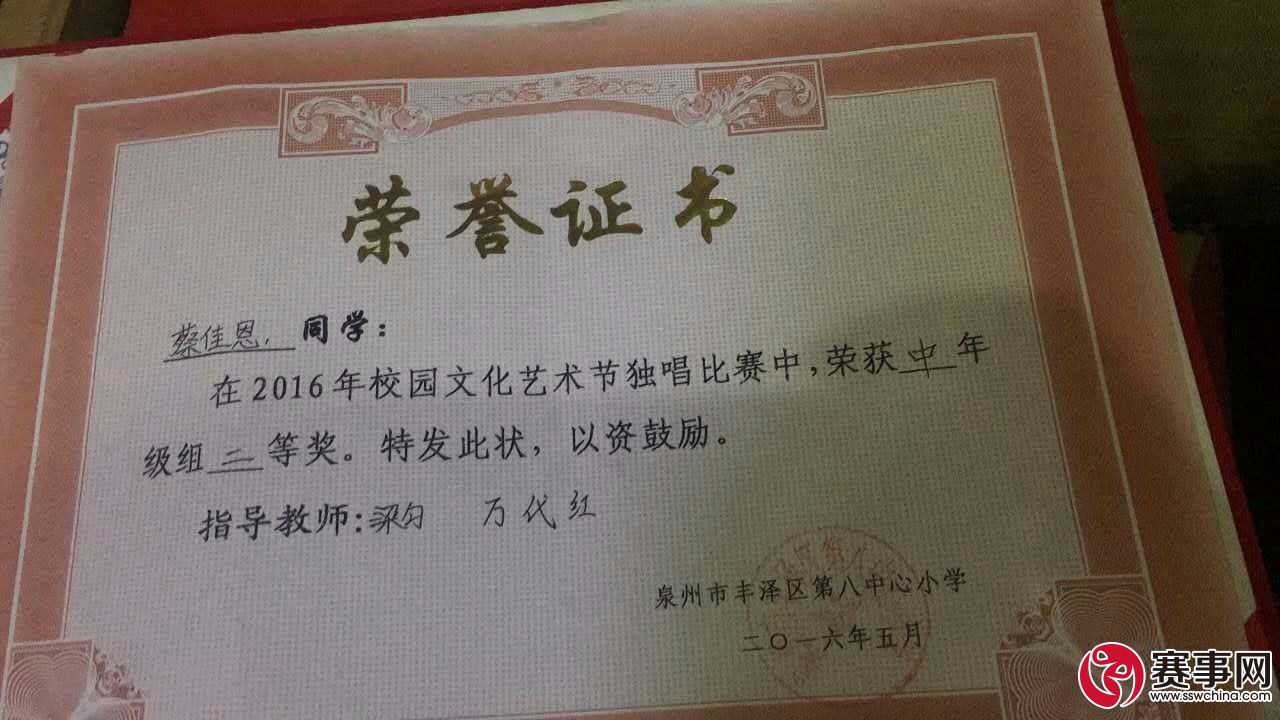 荣誉证书
蔡佳恩，同学：
在2016年校园文化艺术节独唱比赛中，荣获中年
级组二等奖。特发此状，以资鼓励。
指导教师: 万代红
泉州市丰泽区第八中心小学
二〇一六年五月
赛事网
www.sswchina.com